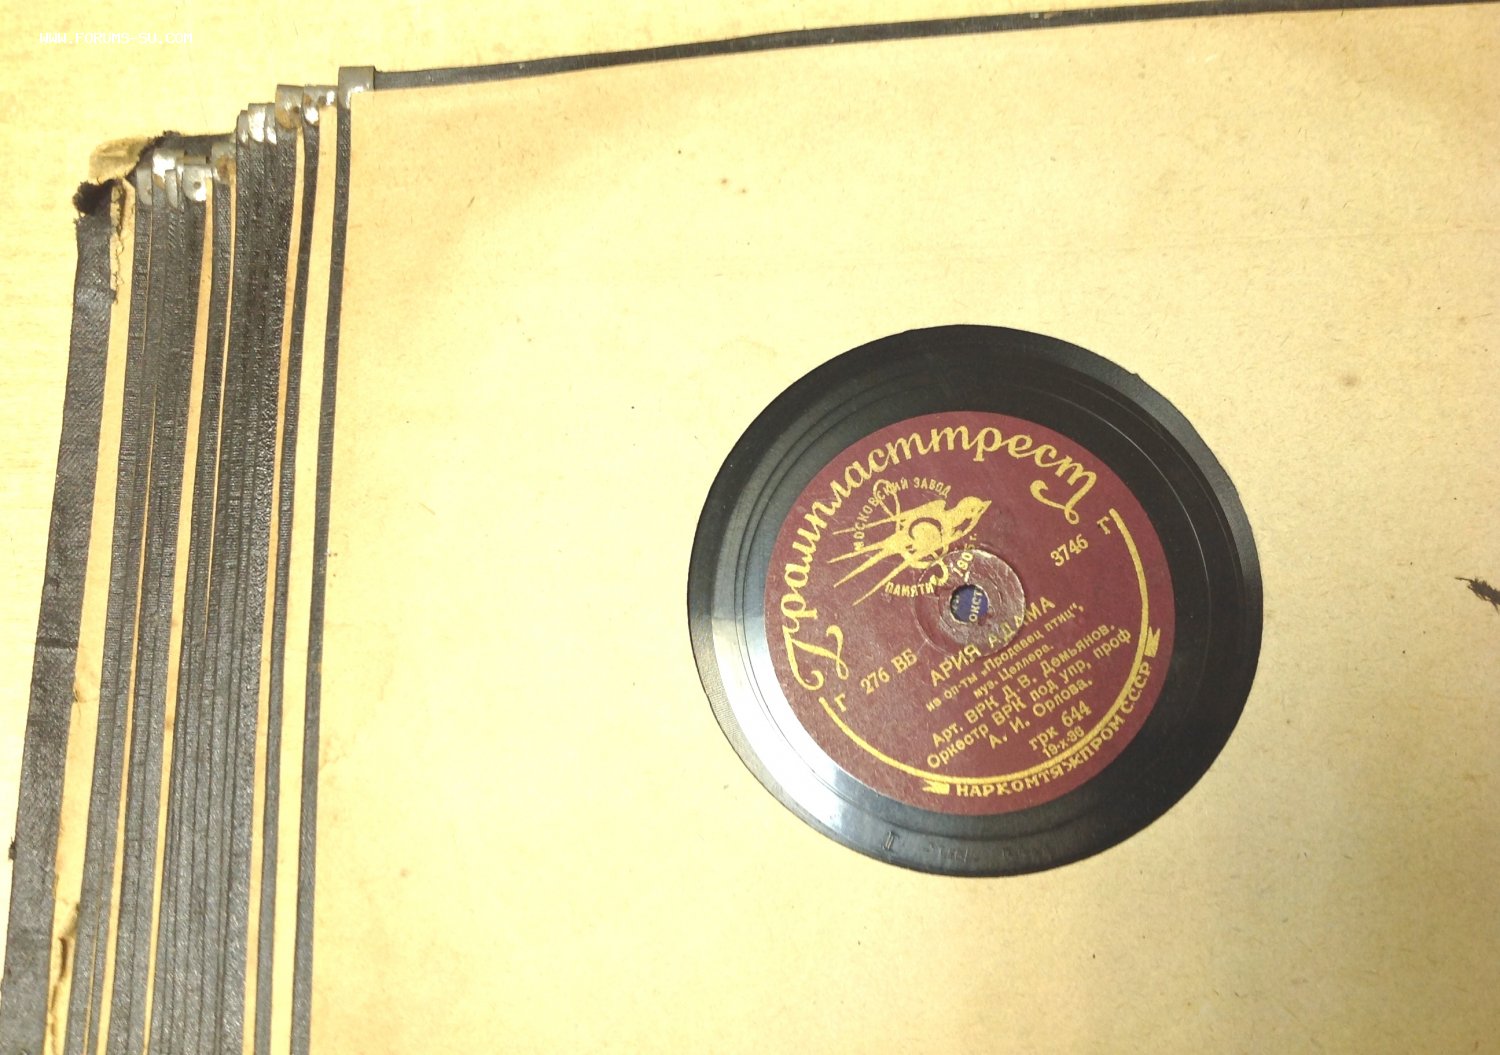 WWW.FORUMS-SU.COM
Грампласттрест
МОСКОВСКИЙ ЗАВОД
ПАМЯТИ 1905 г.
3746 Г
Г 276 ВБ
АРИЯ АДАМА
из оп-ты „Продавец птиц“,
муз. Целлера.
Арт. ВРК Д. В. Демьянов.
Оркестр ВРК под упр, проф
А. И. Орлова.
грк 644
19-X-36
НАРКОМТЯЖПРОМ СССР